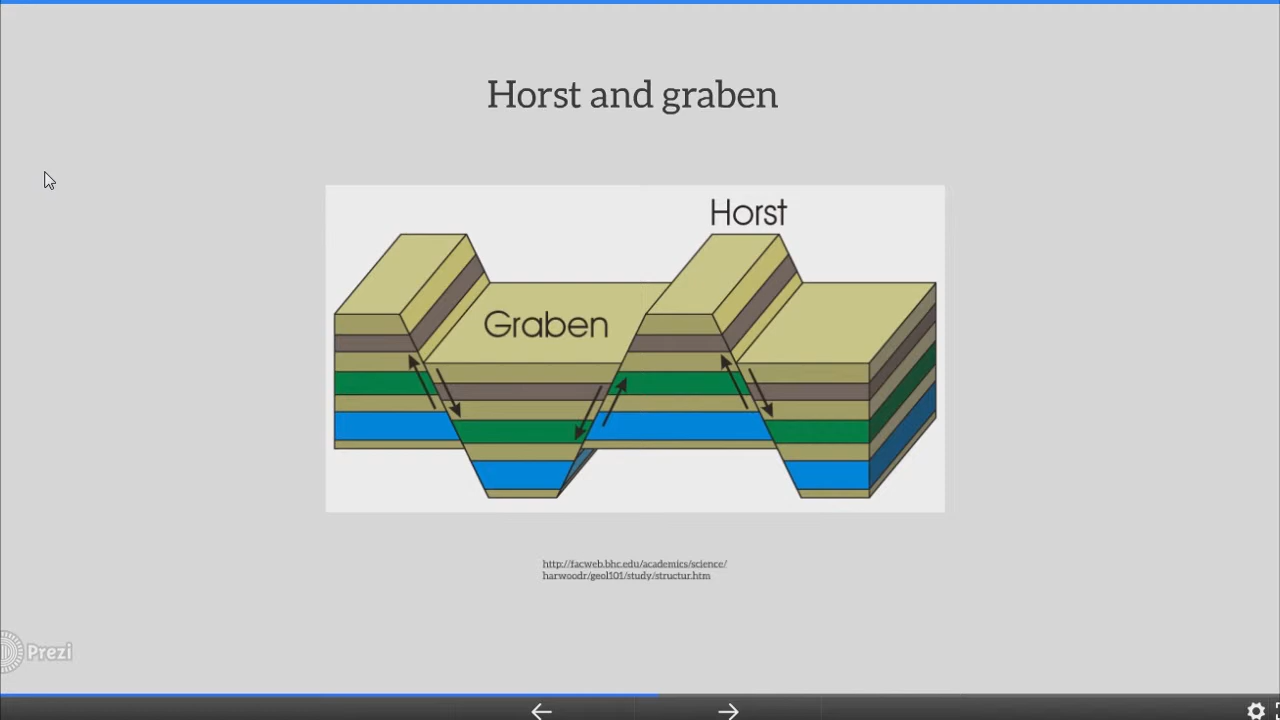 Horst and graben
Horst
Graben
http://facweb.bhc.edu/academics/science/
harwoodr/geol101/study/structur.htm
Prezi